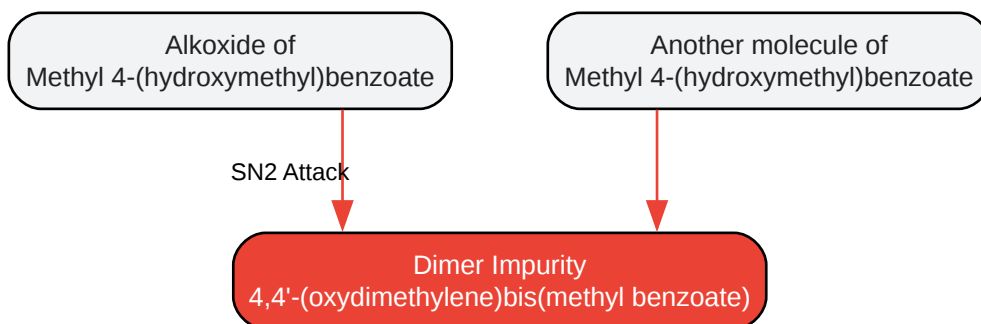 Alkoxide of
Methyl 4-(hydroxymethyl)benzoate
Another molecule of
Methyl 4-(hydroxymethyl)benzoate
SN2 Attack
Dimer Impurity
4,4'-(oxydimethylene)bis(methyl benzoate)